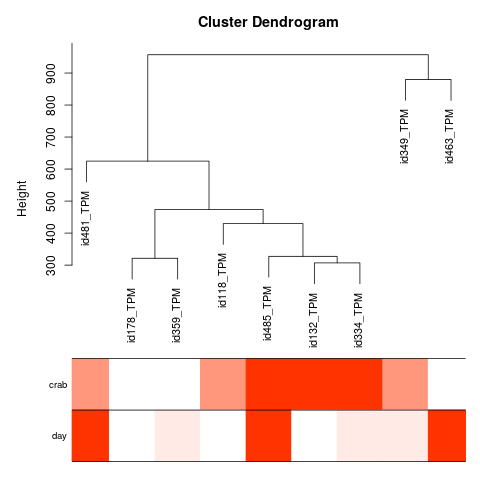 Cluster Dendrogram
Height
900
800
700
600
500
400
300
id481_TPM
id178_TPM
id359_TPM
id118_TPM
id485_TPM
id132_TPM
id334_TPM
id349_TPM
id463_TPM
crab
day